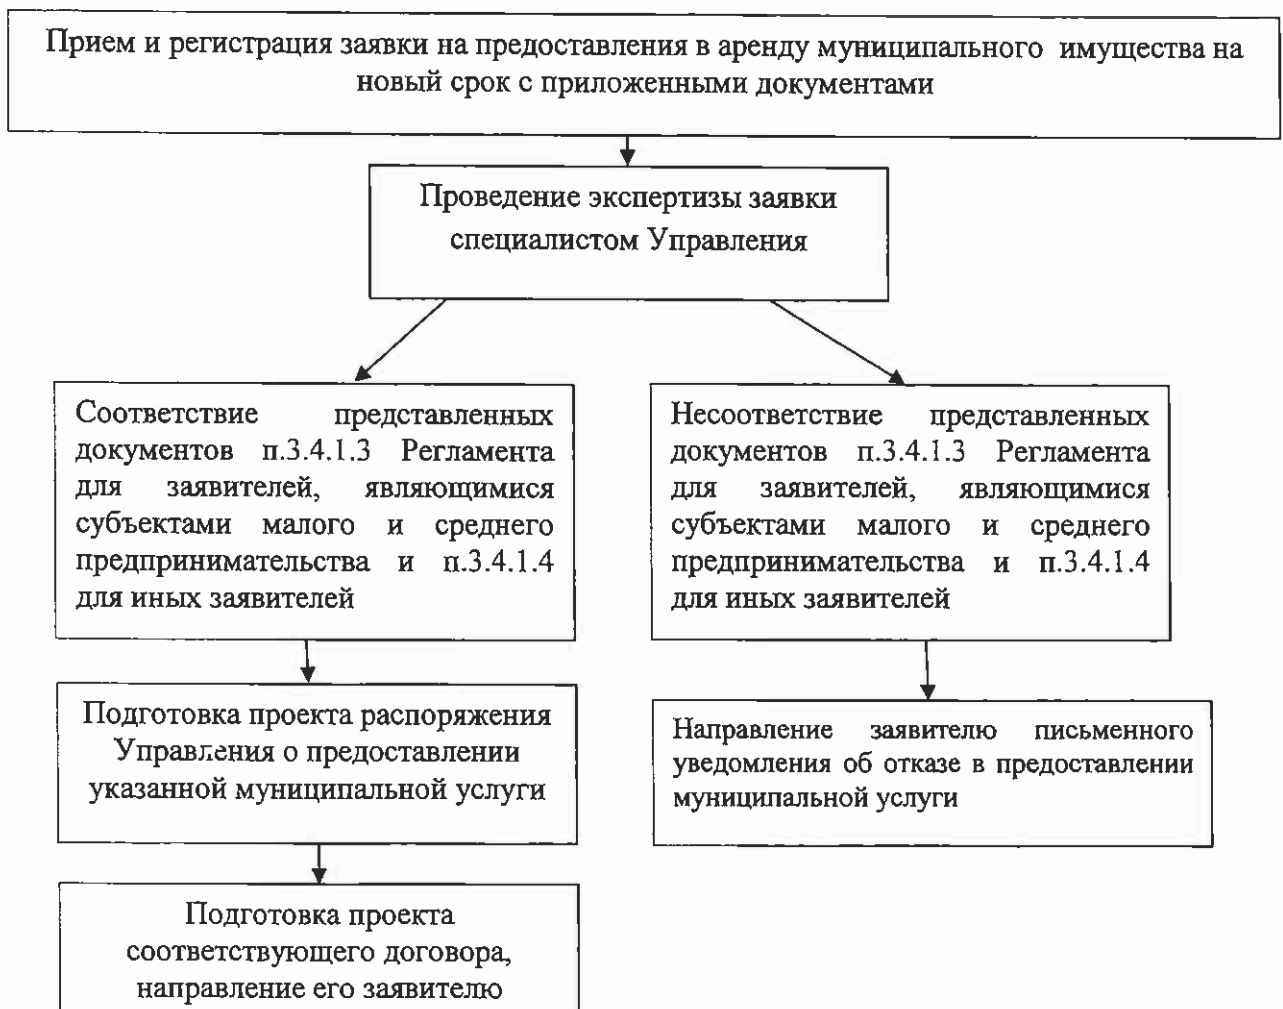 Прием и регистрация заявки на предоставления в аренду муниципального имущества на
новый срок с приложенными документами
Проведение экспертизы заявки
специалистом Управления
Соответствие представленных
документов п.3.4.1.3 Регламента
для заявителей, являющимися
субъектами малого и среднего
предпринимательства и п.3.4.1.4
для иных заявителей
Несоответствие представленных
документов п.3.4.1.3 Регламента
для заявителей, являющимися
субъектами малого и среднего
предпринимательства и п.3.4.1.4
для иных заявителей
Подготовка проекта распоряжения
Управления о предоставлении
указанной муниципальной услуги
Направление заявителю письменного
уведомления об отказе в предоставлении
муниципальной услуги
Подготовка проекта
соответствующего договора,
направление его заявителю